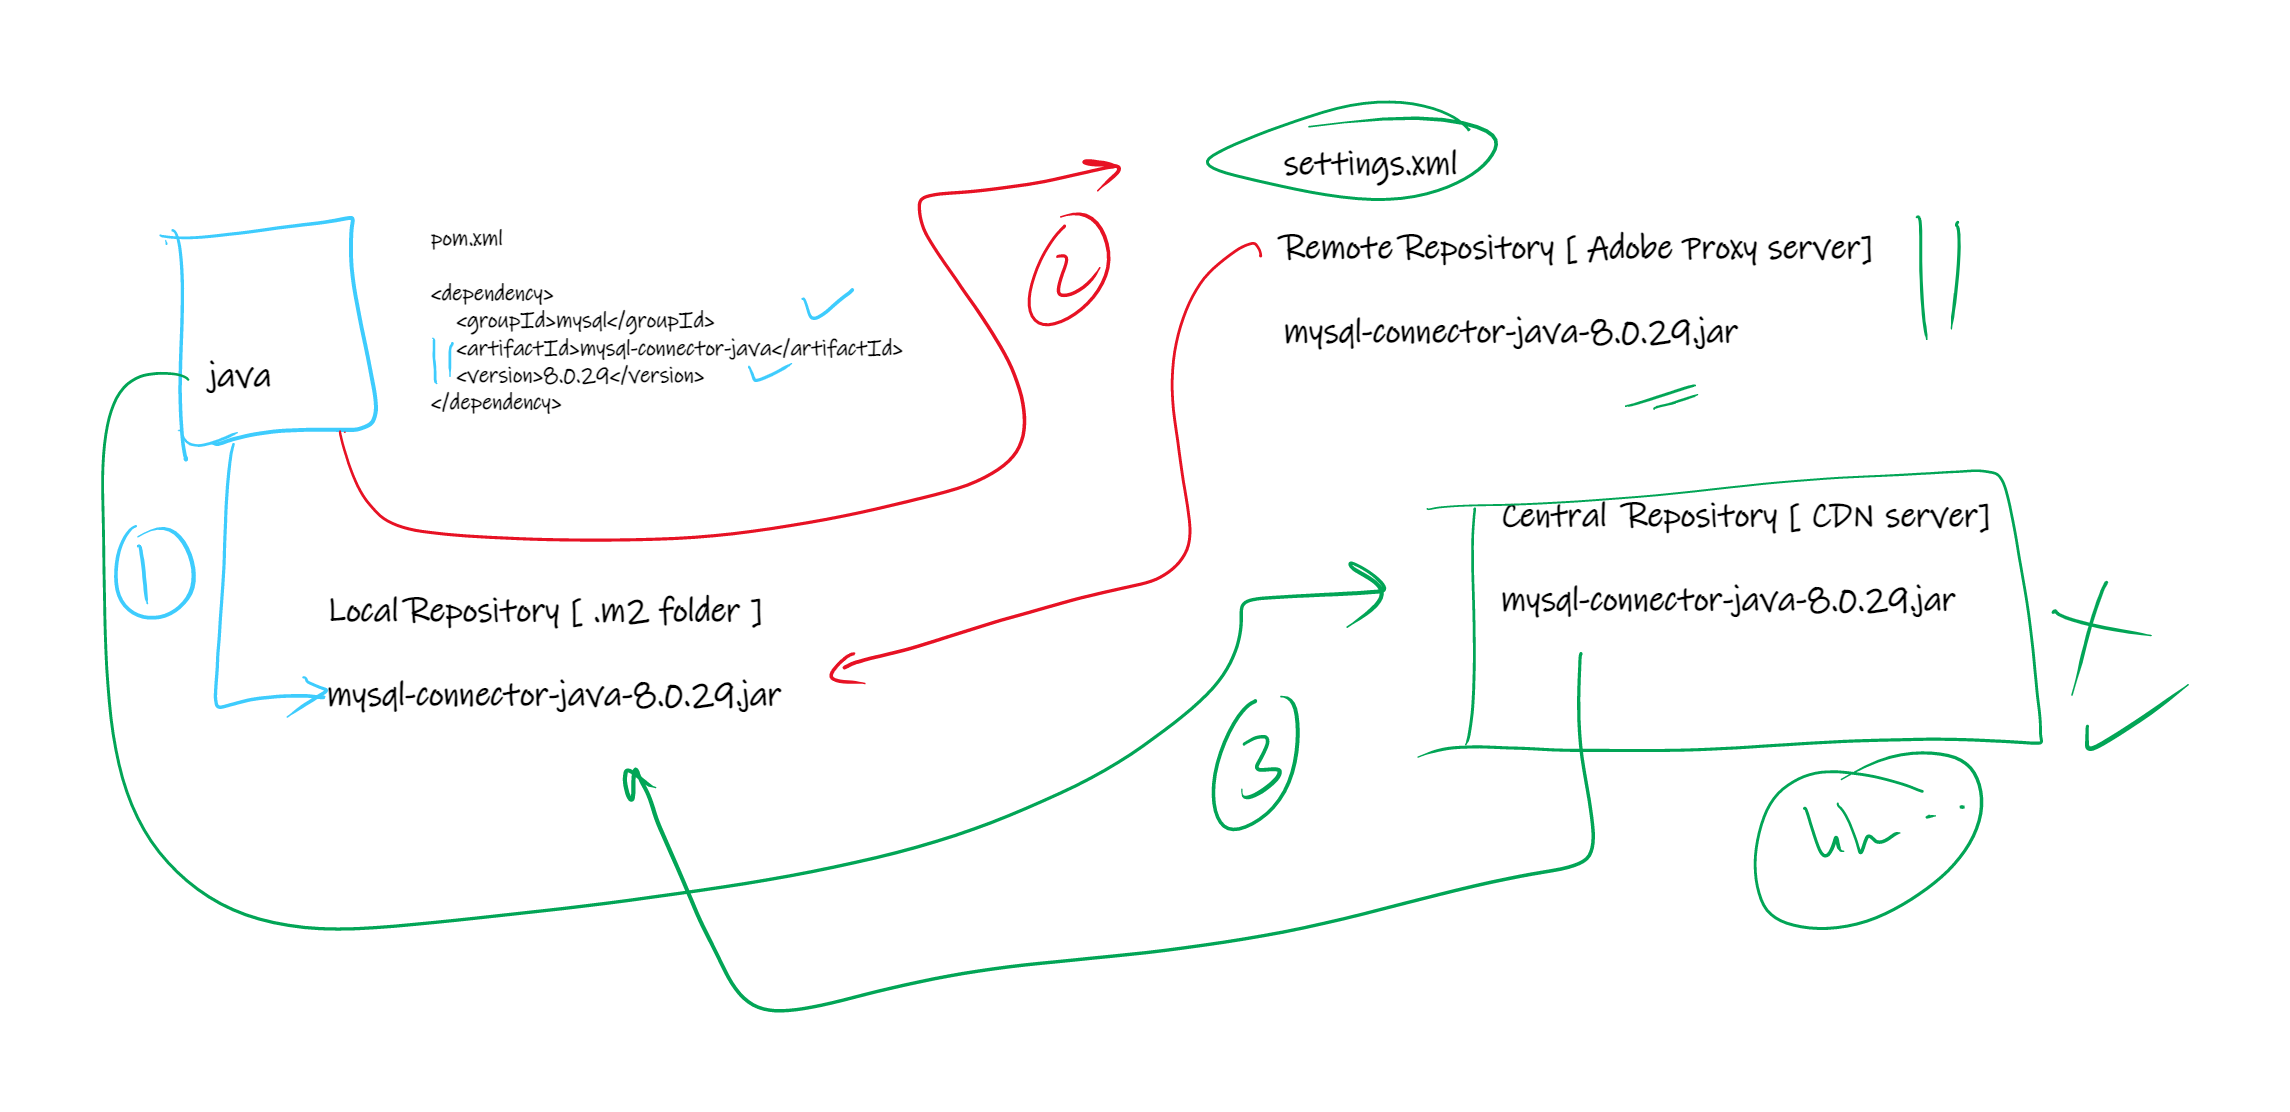 settings.xml
pom.xml
Remote Repository [ Adobe Proxy server]
<dependency>
<groupId>mysql</groupId>
<artifactId>mysql-connector-java</artifactId>
<version>8.0.29</version>
</dependency>
mysql-connector-java-8.0.29.jar
java
2
Central Repository [ CDN server]
mysql-connector-java-8.0.29.jar
1
Local Repository [ .m2 folder ]
mysql-connector-java-8.0.29.jar
3